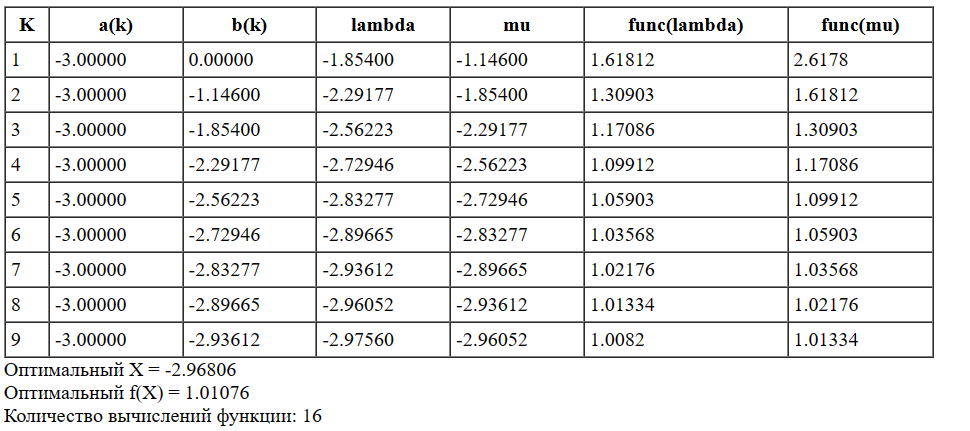 K a(k) b(k) lambda mu func(lambda) func(mu)
1 -3.00000 0.00000 -1.85400 -1.14600 1.61812 2.6178
2 -3.00000 -1.14600 -2.29177 -1.85400 1.30903 1.61812
3 -3.00000 -1.85400 -2.56223 -2.29177 1.17086 1.30903
4 -3.00000 -2.29177 -2.72946 -2.56223 1.09912 1.17086
5 -3.00000 -2.56223 -2.83277 -2.72946 1.05903 1.09912
6 -3.00000 -2.72946 -2.89665 -2.83277 1.03568 1.05903
7 -3.00000 -2.83277 -2.93612 -2.89665 1.02176 1.03568
8 -3.00000 -2.89665 -2.96052 -2.93612 1.01334 1.02176
9 -3.00000 -2.93612 -2.97560 -2.96052 1.0082 1.01334
Оптимальный X = -2.96806
Оптимальный f(X) = 1.01076
Количество вычислений функции: 16